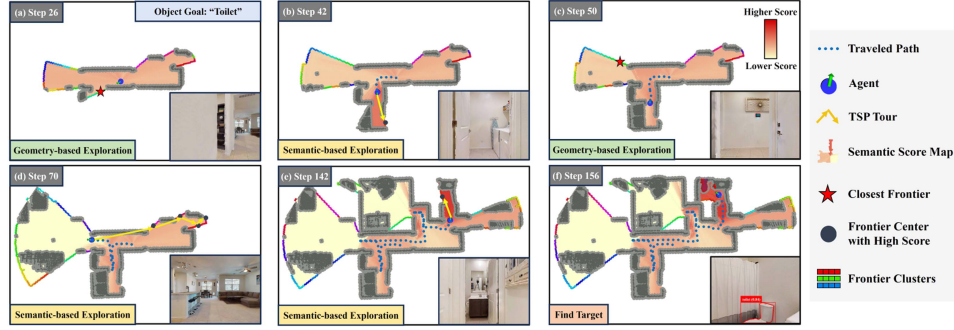 (a) Step 26
Object Goal: "Toilet"
Geometry-based Exploration
(b) Step 42
Semantic-based Exploration
(c) Step 50
Higher Score
Lower Score
Geometry-based Exploration
(d) Step 70
Semantic-based Exploration
(e) Step 142
Semantic-based Exploration
(f) Step 156
Find Target
Traveled Path
Agent
TSP Tour
Semantic Score Map
Closest Frontier
Frontier Center
with High Score
Frontier Clusters